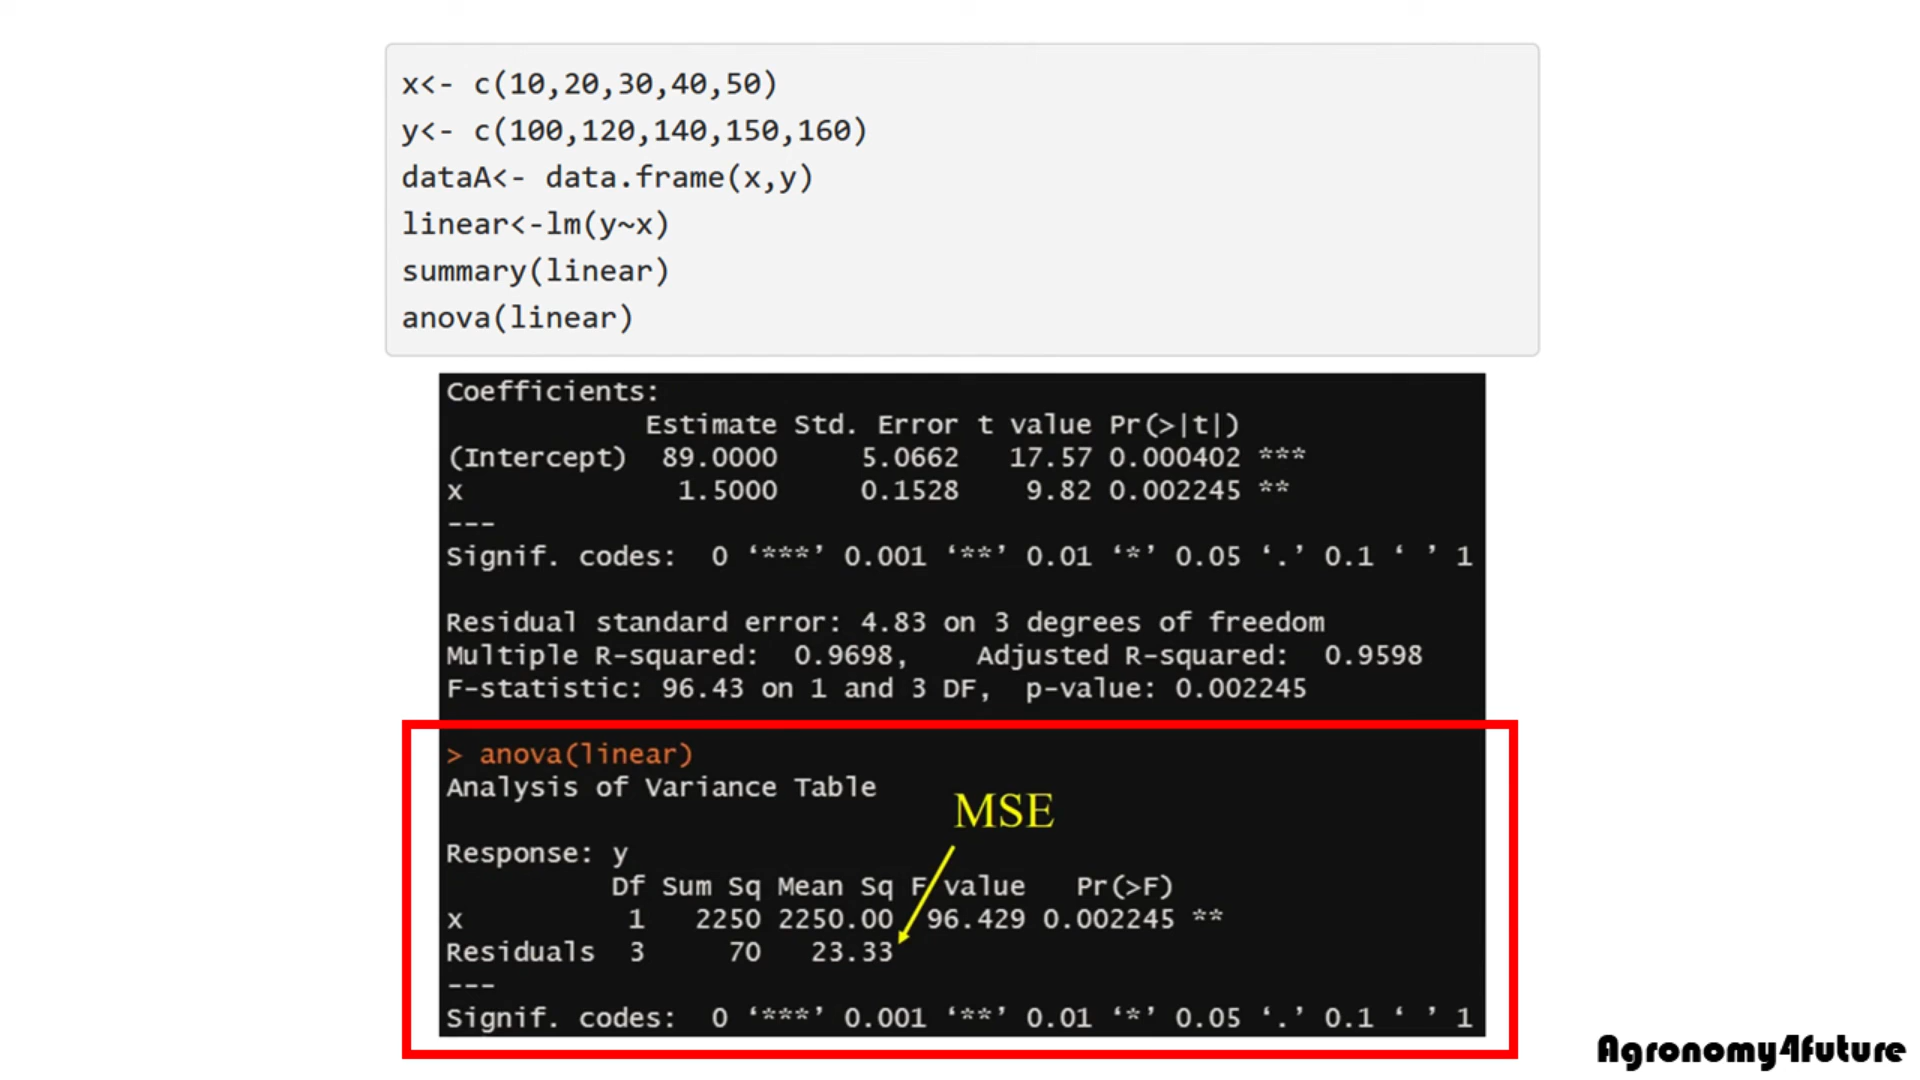 x<- c(10,20,30,40,50)
y<- c(100,120,140,150,160)
dataA<- data.frame(x,y)
linear<-lm(y~x)
summary(linear)
anova(linear)
Coefficients:
Estimate Std. Error t value Pr(>|t|)
(Intercept) 89.0000 5.0662 17.57 0.000402 ***
x 1.5000 0.1528 9.82 0.002245 **
---
Signif. codes: 0 ‘***’ 0.001 ‘**’ 0.01 ‘*’ 0.05 ‘.’ 0.1 ‘ ’ 1
Residual standard error: 4.83 on 3 degrees of freedom
Multiple R-squared: 0.9698, Adjusted R-squared: 0.9598
F-statistic: 96.43 on 1 and 3 DF, p-value: 0.002245
> anova(linear)
Analysis of Variance Table
MSE
Response: y
Df Sum Sq Mean Sq F value Pr(>F)
x 1 2250 2250.00 96.429 0.002245 **
Residuals 3 70 23.33
---
Signif. codes: 0 ‘***’ 0.001 ‘**’ 0.01 ‘*’ 0.05 ‘.’ 0.1 ‘ ’ 1
Agronomy4future